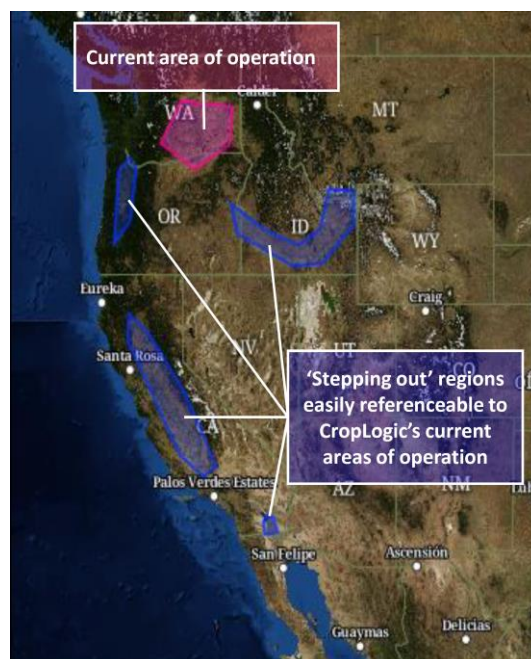 Current area of operation
Calder
WA
MT
OR
ID
WY
Eureka
Craig
NV
UT
Santa Rosa
'Stepping out' regions
easily referenceable to
CropLogic's current
areas of operation
CO
CA
Palos Verdes Estates
AZ
NM
San Felipe
Ascensión
Guaymas
Delicias